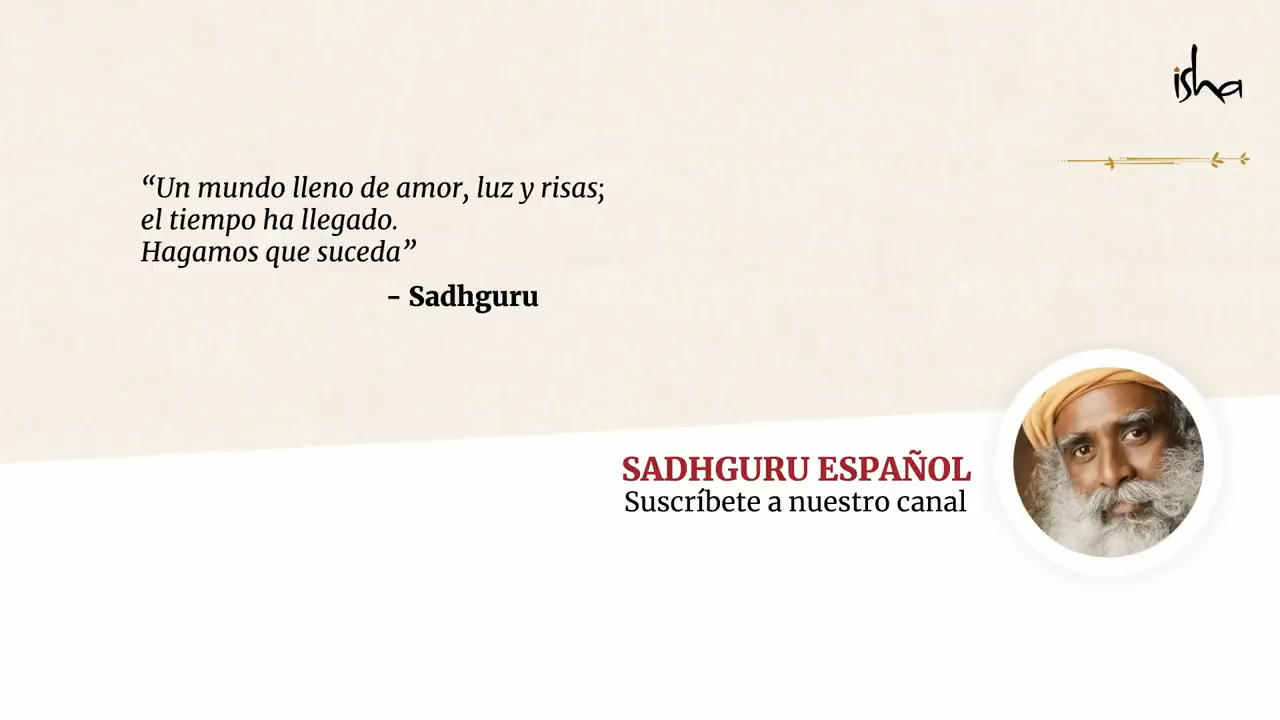 isha
“Un mundo lleno de amor, luz y risas;
el tiempo ha llegado.
Hagamos que suceda”
- Sadhguru
SADHGURU ESPAÑOL
Suscríbete a nuestro canal